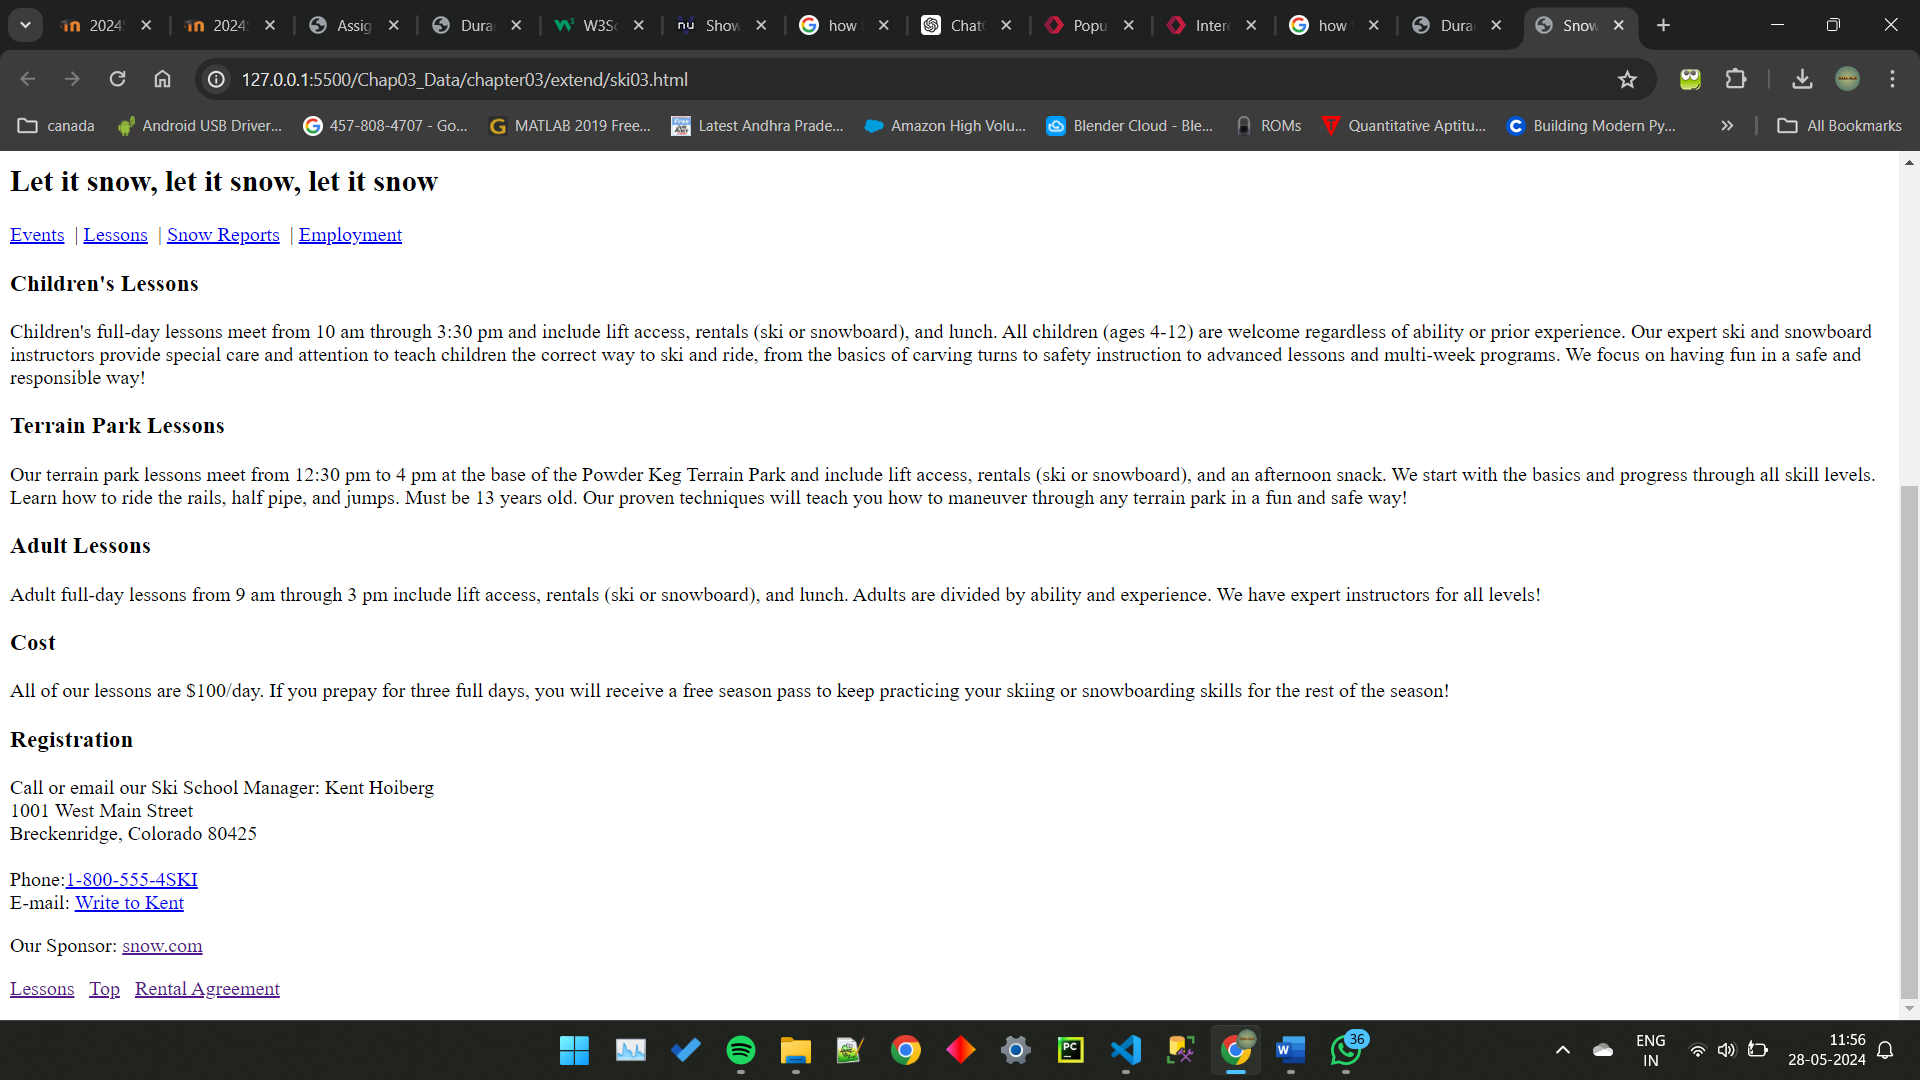 2024
2024
Assig
Dura
W3Sc
Show
how
Chat
Popu
Inter
how
Dura
Snow
127.0.0.1:5500/Chap03_Data/chapter03/extend/ski03.html
canada
Android USB Driver...
457-808-4707 - Go...
MATLAB 2019 Free...
Latest Andhra Prade...
Amazon High Volu...
Blender Cloud - Ble...
ROMs
Quantitative Aptitu...
Building Modern Py...
All Bookmarks
Let it snow, let it snow, let it snow
Events | Lessons | Snow Reports | Employment
Children's Lessons
Children's full-day lessons meet from 10 am through 3:30 pm and include lift access, rentals (ski or snowboard), and lunch. All children (ages 4-12) are welcome regardless of ability or prior experience. Our expert ski and snowboard
instructors provide special care and attention to teach children the correct way to ski and ride, from the basics of carving turns to safety instruction to advanced lessons and multi-week programs. We focus on having fun in a safe and
responsible way!
Terrain Park Lessons
Our terrain park lessons meet from 12:30 pm to 4 pm at the base of the Powder Keg Terrain Park and include lift access, rentals (ski or snowboard), and an afternoon snack. We start with the basics and progress through all skill levels.
Learn how to ride the rails, half pipe, and jumps. Must be 13 years old. Our proven techniques will teach you how to maneuver through any terrain park in a fun and safe way!
Adult Lessons
Adult full-day lessons from 9 am through 3 pm include lift access, rentals (ski or snowboard), and lunch. Adults are divided by ability and experience. We have expert instructors for all levels!
Cost
All of our lessons are $100/day. If you prepay for three full days, you will receive a free season pass to keep practicing your skiing or snowboarding skills for the rest of the season!
Registration
Call or email our Ski School Manager: Kent Hoiberg
1001 West Main Street
Breckenridge, Colorado 80425
Phone:1-800-555-4SKI
E-mail: Write to Kent
Our Sponsor: snow.com
Lessons Top Rental Agreement
36
ENG
IN
11:56
28-05-2024